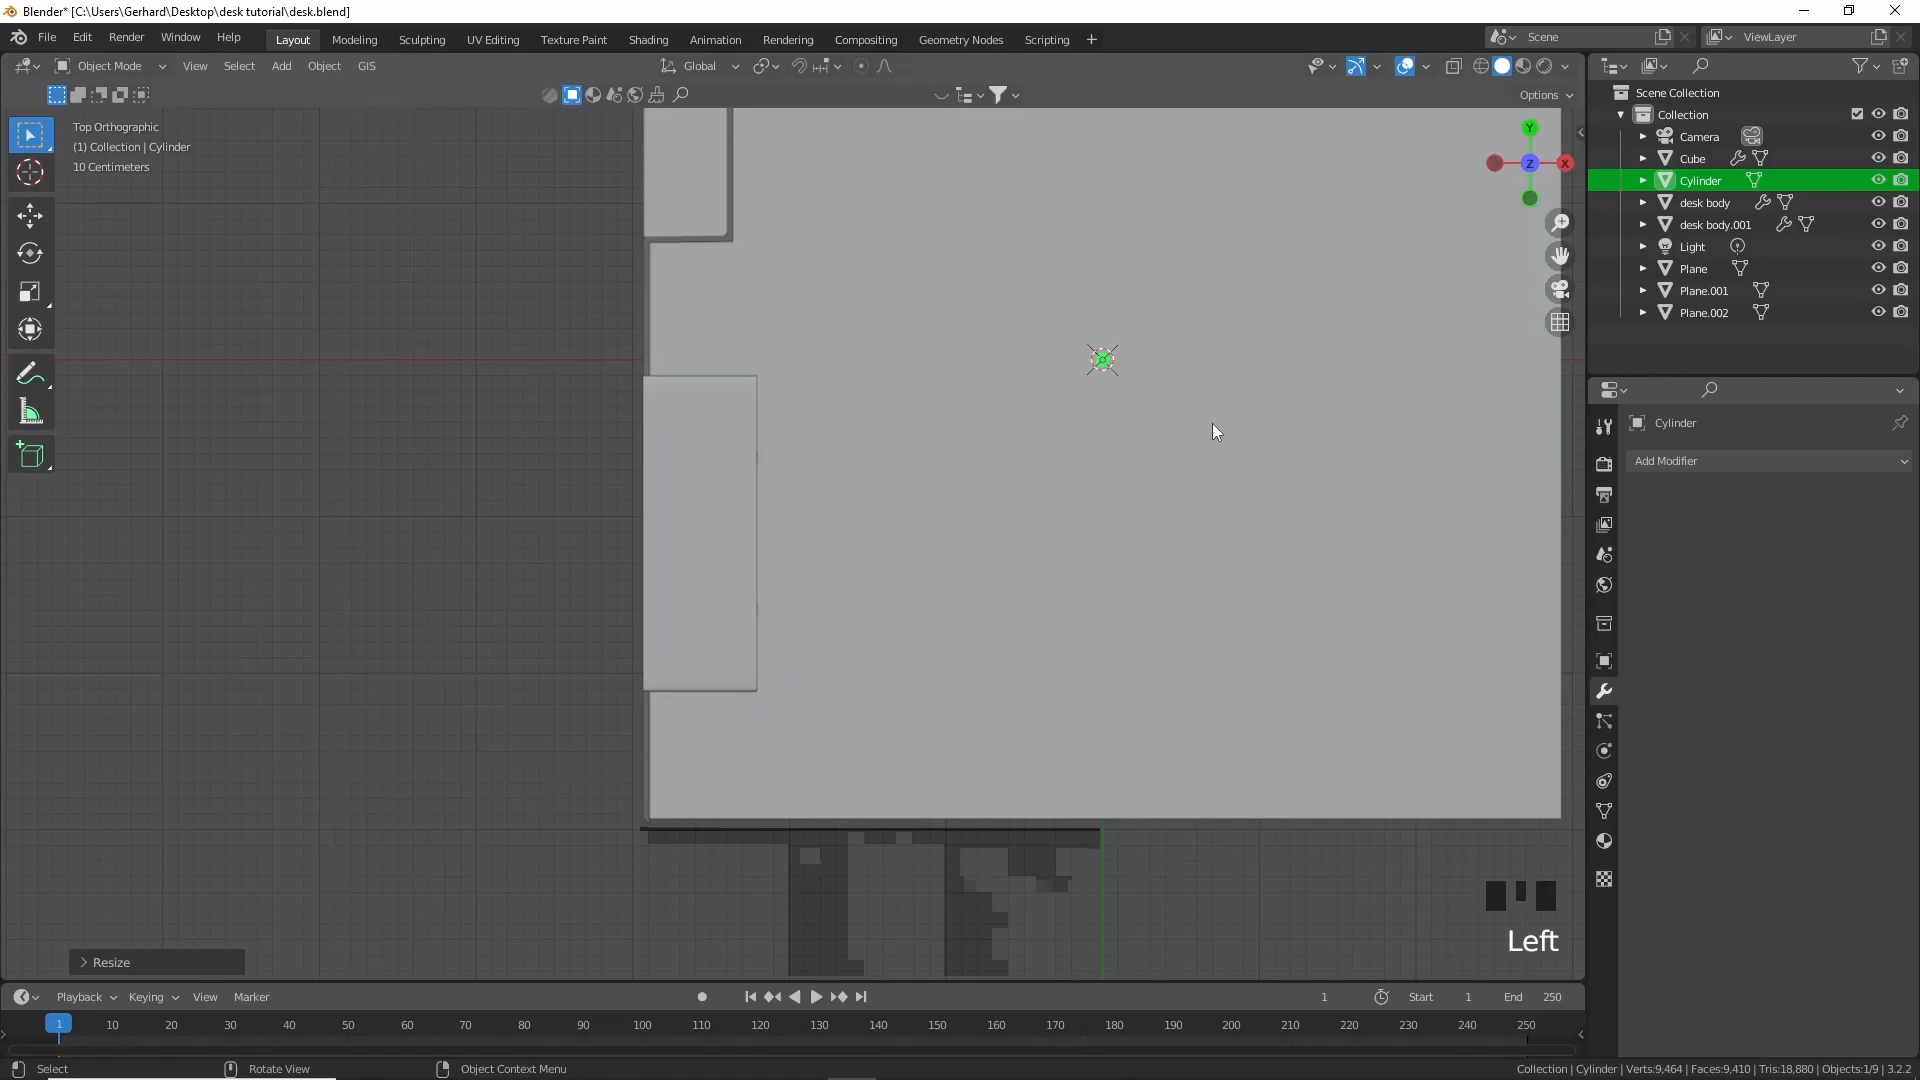 Blender* [C:\Users\Gerhard\Desktop\desk tutorial\desk.blend]
File Edit Render Window Help Layout Modeling Sculpting UV Editing Texture Paint Shading Animation Rendering Compositing Geometry Nodes Scripting + Scene ViewLayer
Object Mode View Select Add Object GIS Global
Options
Top Orthographic
(1) Collection | Cylinder
10 Centimeters
Y
Z X
Scene Collection
Collection
Camera
Cube
Cylinder
desk body
desk body.001
Light
Plane
Plane.001
Plane.002
Cylinder
Add Modifier
Left
Resize
Playback Keying View Marker 1 Start 1 End 250
1 10 20 30 40 50 60 70 80 90 100 110 120 130 140 150 160 170 180 190 200 210 220 230 240 250
Select Rotate View Object Context Menu Collection | Cylinder | Verts:9,464 | Faces:9,410 | Tris:18,880 | Objects:1/9 | 3.2.2